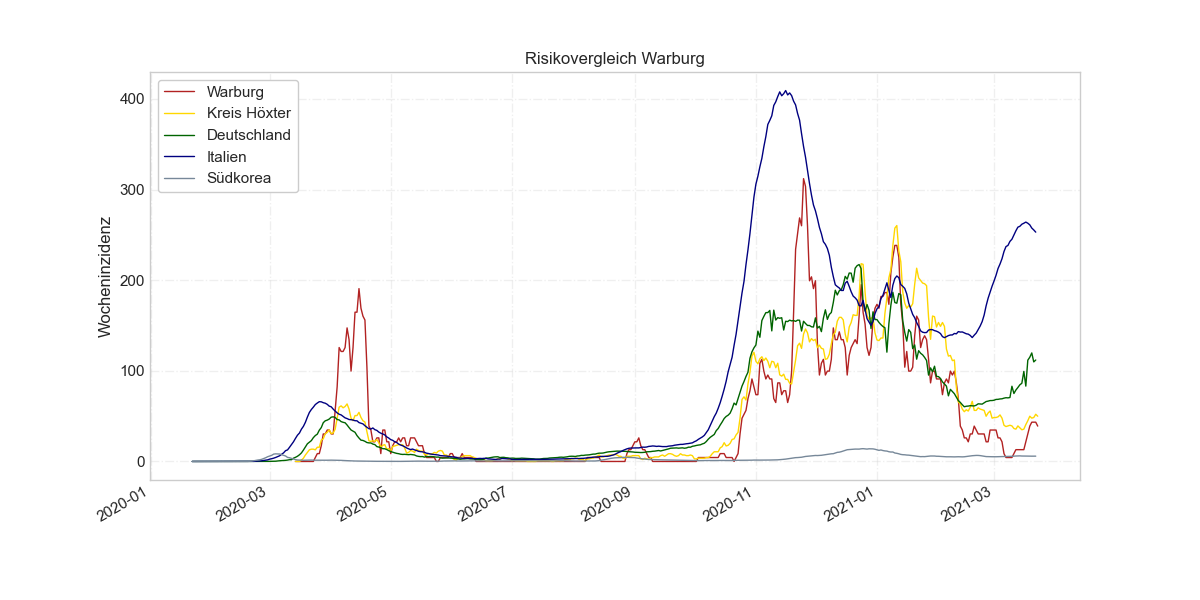 Risikovergleich Warburg
Wocheninzidenz
400
300
200
100
0
Warburg
Kreis Höxter
Deutschland
Italien
Südkorea
2020-01
2020-03
2020-05
2020-07
2020-09
2020-11
2021-01
2021-03